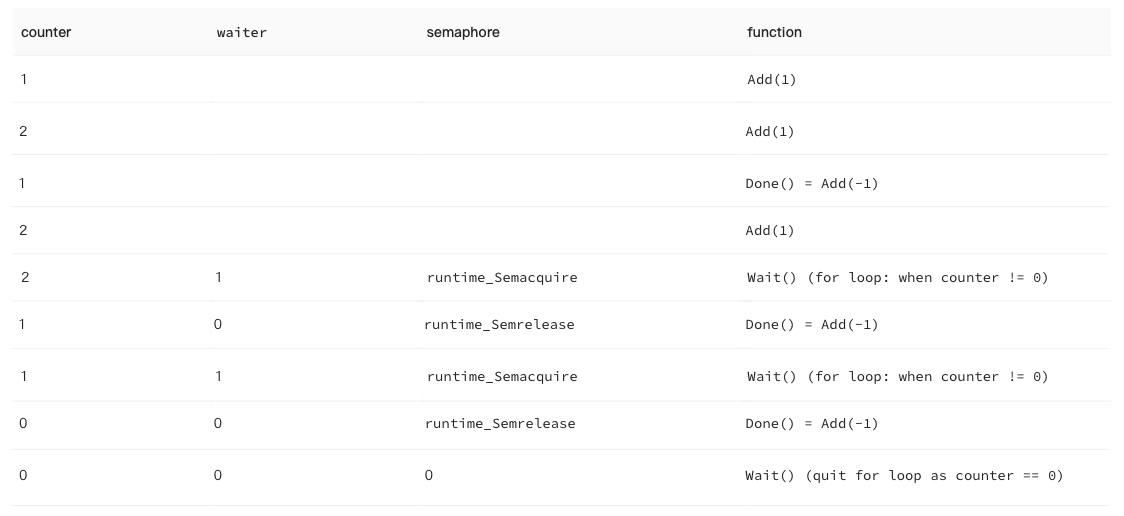 counter waiter semaphore function
1 Add(1)
2 Add(1)
1 Done() = Add(-1)
2 Add(1)
2 1 runtime_Semacquire Wait() (for loop: when counter != 0)
1 0 runtime_Semrelease Done() = Add(-1)
1 1 runtime_Semacquire Wait() (for loop: when counter != 0)
0 0 runtime_Semrelease Done() = Add(-1)
0 0 0 Wait() (quit for loop as counter == 0)